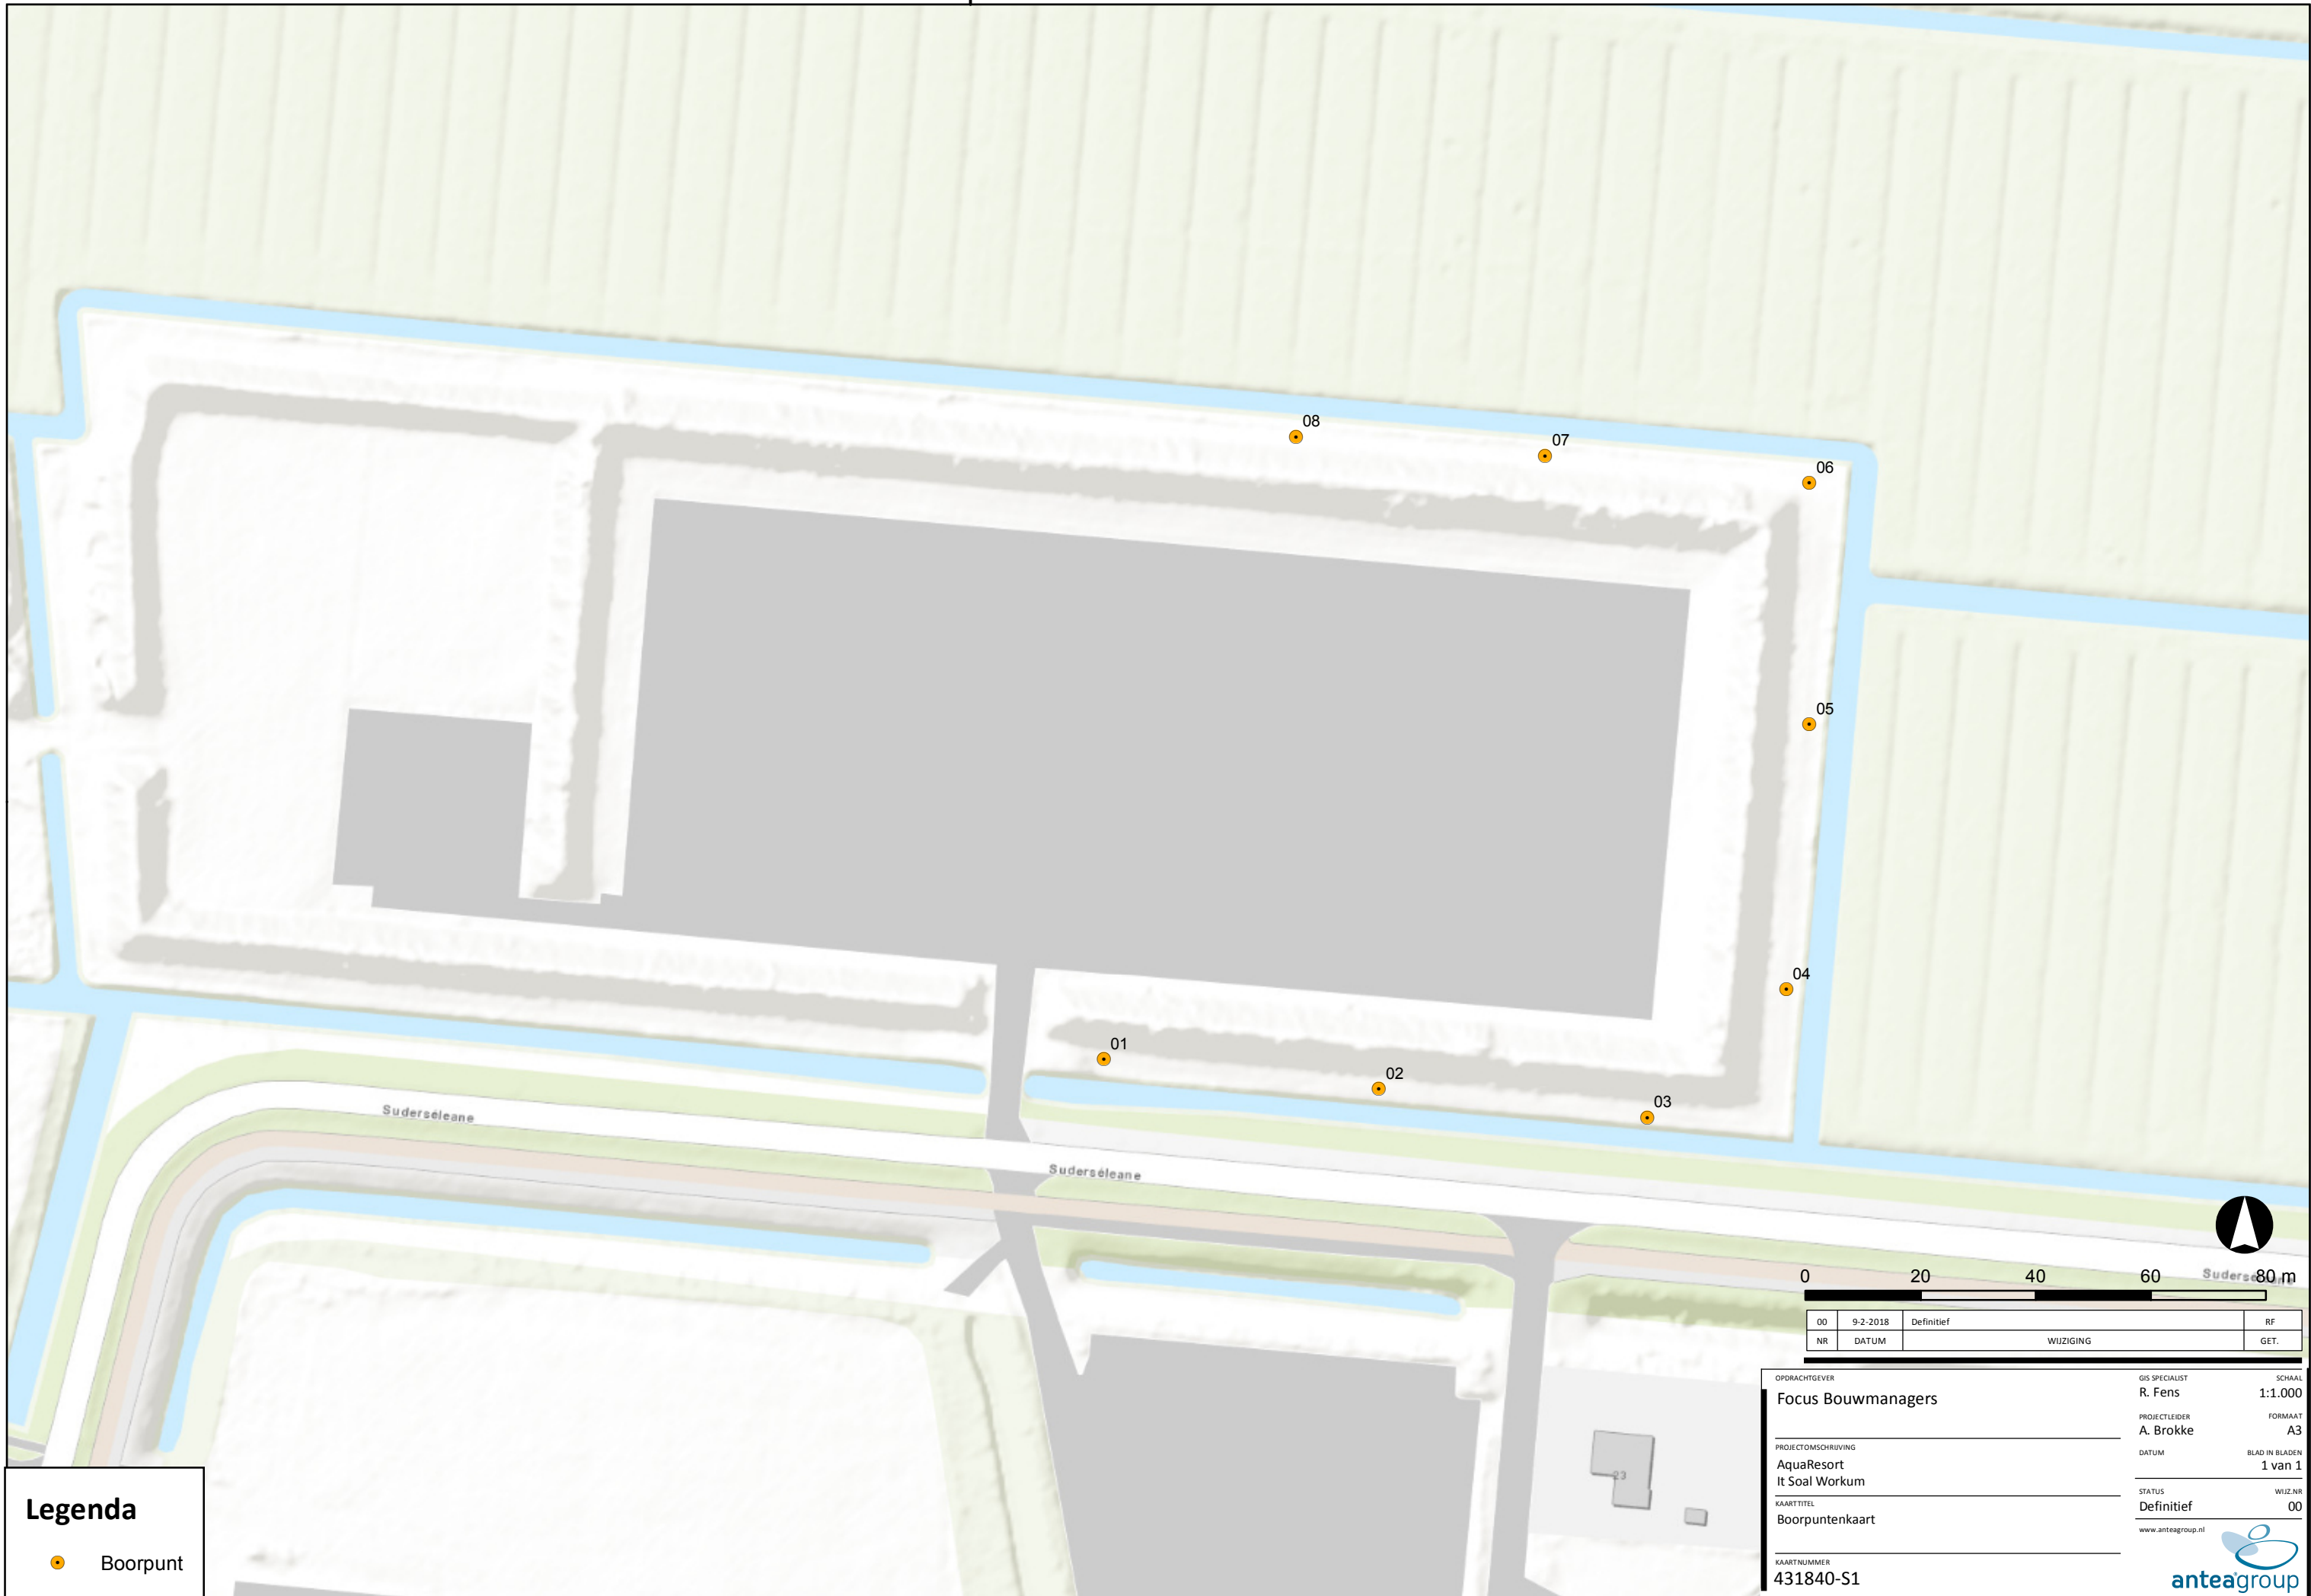 08
07
06
05
04
01
02
03
Suderséleane
Suderséleane
Suderséleane
0 20 40 60 80 m
00 9-2-2018 Definitief RF
NR DATUM WIJZIGING GET.
OPDRACHTGEVER
Focus Bouwmanagers
GIS SPECIALIST
R. Fens
SCHAAL
1:1.000
PROJECTLEIDER
A. Brokke
FORMAAT
A3
PROJECTOMSCHRIJVING
AquaResort
It Soal Workum
DATUM
BLAD IN BLADEN
1 van 1
STATUS
Definitief
WIJZ.NR
00
KAARTTITEL
Boorpuntenkaart
www.anteagroup.nl
KAARTNUMMER
431840-S1
anteagroup
23
Legenda
Boorpunt